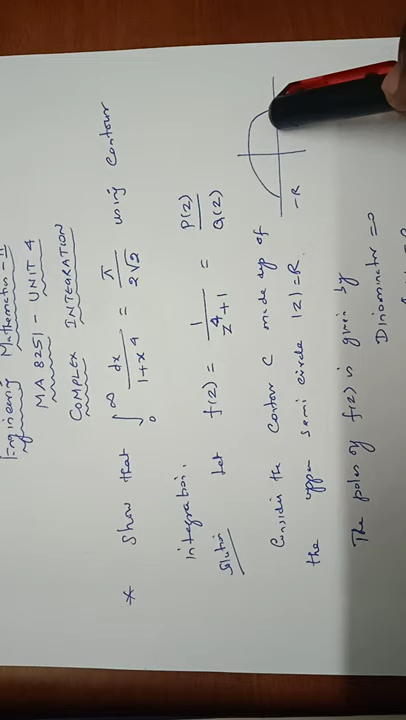 Engineering Mathematics - II
MA 8251 - UNIT 4
COMPLEX INTEGRATION
* Show that ∫₀^∞ dx/(1+x⁴) = π/(2√2) using contour
integration.
Solution Let f(z) = 1/(z⁴+1) = P(z)/Q(z)
Consider the Contour C made up of
the upper semi circle |z|=R.
-R
The poles of f(z) is given by
Dinominator = 0